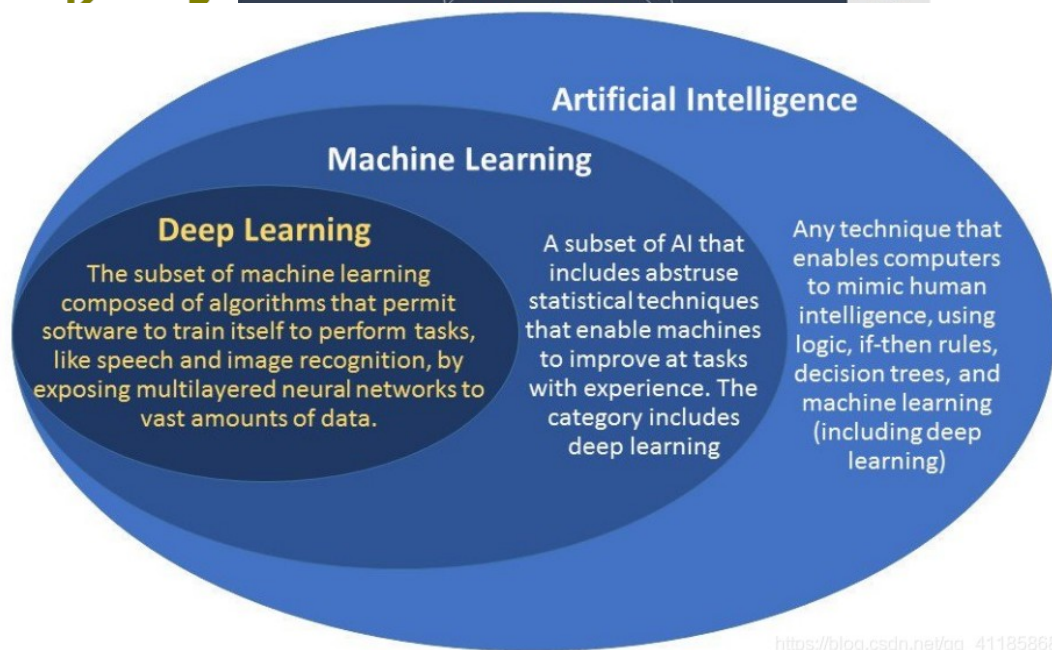 Artificial Intelligence
Machine Learning
Deep Learning
The subset of machine learning
composed of algorithms that permit
software to train itself to perform tasks,
like speech and image recognition, by
exposing multilayered neural networks to
vast amounts of data.
A subset of AI that
includes abstruse
statistical techniques
that enable machines
to improve at tasks
with experience. The
category includes
deep learning
Any technique that
enables computers
to mimic human
intelligence, using
logic, if-then rules,
decision trees, and
machine learning
(including deep
learning)
https://blog.csdn.net/qq_41185868